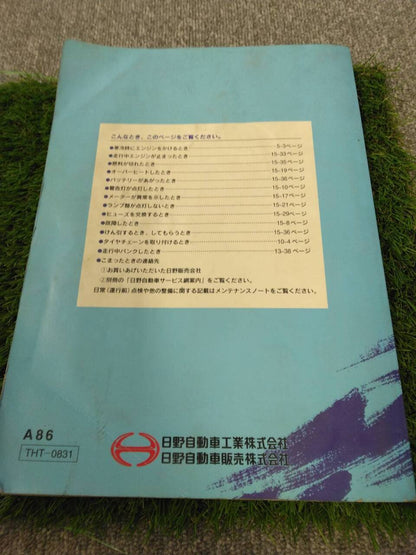 こんなとき、このページをご覧ください。
●寒冷時にエンジンをかけるとき 5-3ページ
●走行中エンジンが止まったとき 15-33ページ
●燃料が切れたとき 15-35ページ
●オーバーヒートしたとき 15-19ページ
●バッテリーがあがったとき 15-36ページ
●警告灯が点灯したとき 15-10ページ
●メーターが異常を示したとき 15-17ページ
●ランプ類が点灯しないとき 15-21ページ
●ヒューズを交換するとき 15-29ページ
●故障したとき 15-8ページ
●けん引するとき、してもらうとき 15-36ページ
●タイヤチェーンを取り付けるとき 10-4ページ
●走行中パンクしたとき 13-38ページ
●こまったときの連絡先
①お買いあげいただいた日野販売会社
②別冊の「日野自動車サービス網案内」をご覧ください。
日常(運行前)点検や他の整備に関する記載はメンテナンスノートをご覧ください。
A86
THT-0831
日野自動車工業株式会社
日野自動車販売株式会社